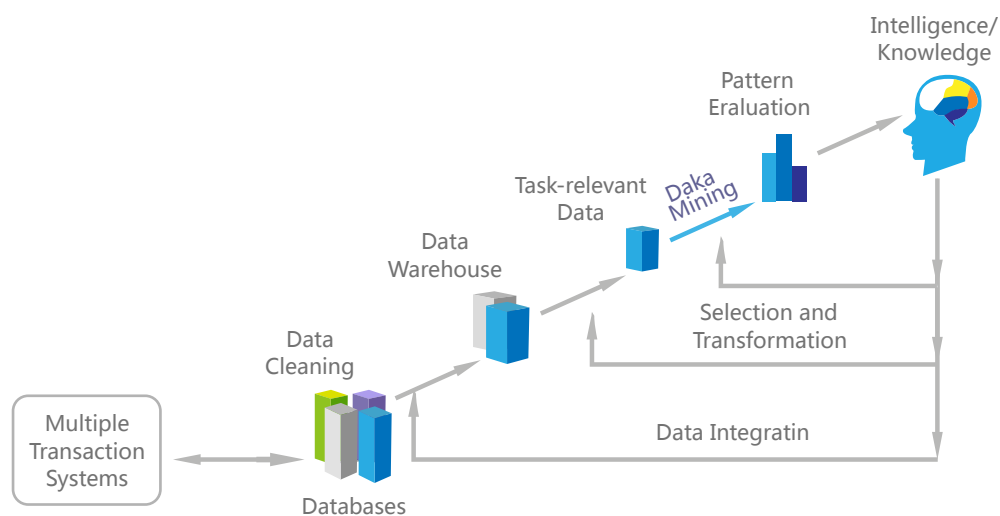 Intelligence/
Knowledge
Pattern
Eraluation
Task-relevant
Data
Daka
Mining
Data
Warehouse
Selection and
Transformation
Data
Cleaning
Multiple
Transaction
Systems
Data Integratin
Databases